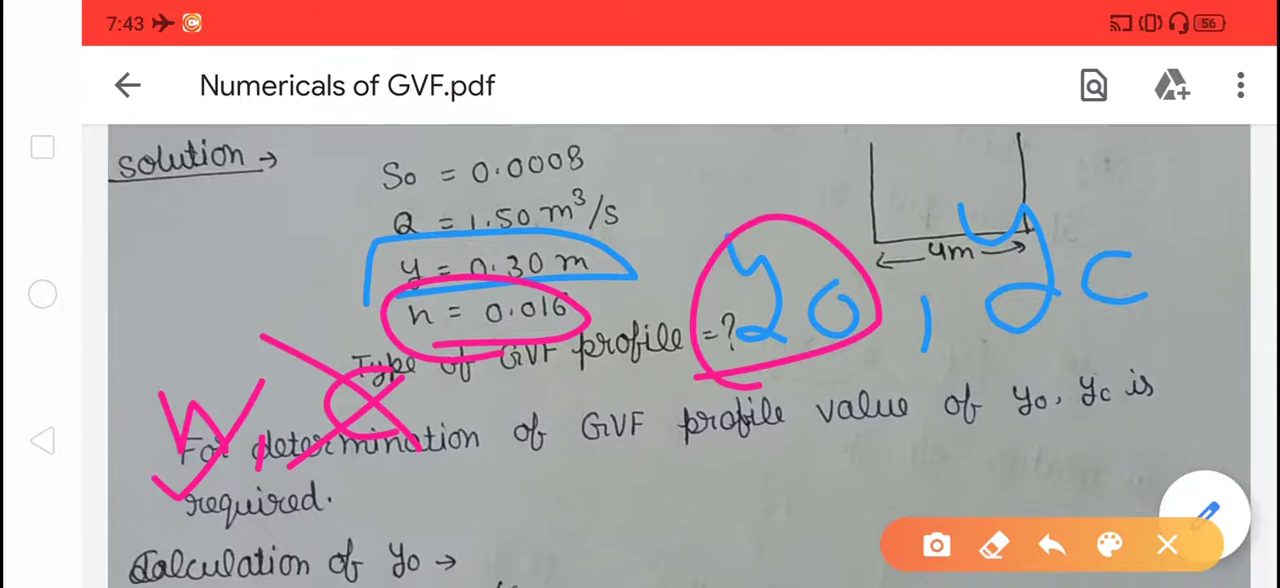 7:43
56
Numericals of GVF.pdf
Solution →
So = 0.0008
Q = 1.50 m³/s
y = 0.30 m
n = 0.016
4m
yo, yc
Type of GVF profile = ?
y,
For determination of GVF profile value of yo, yc is
required.
Calculation of yo →